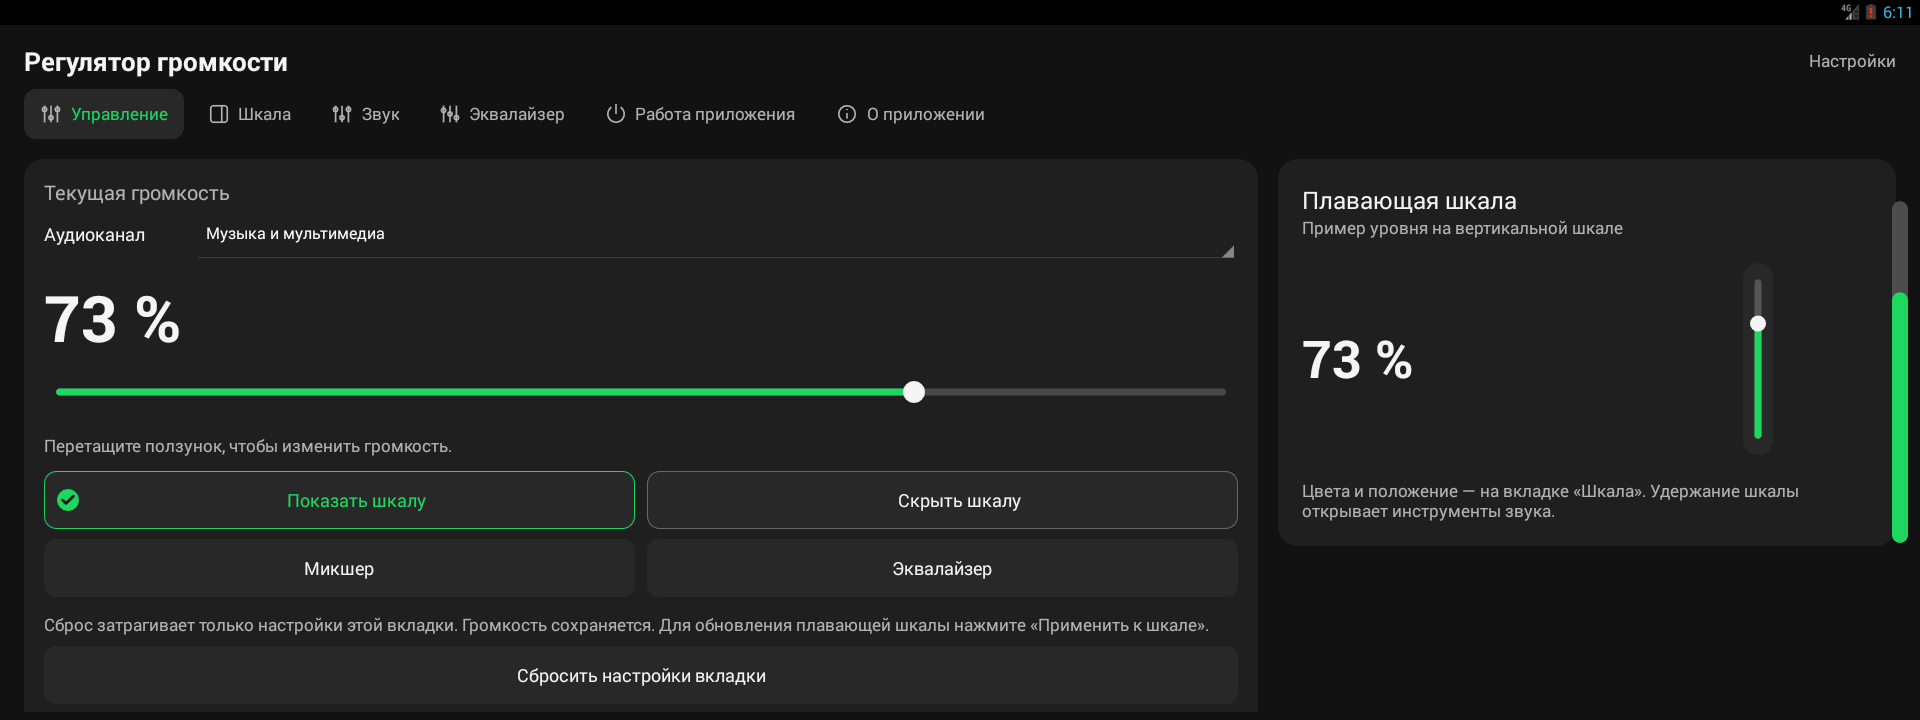 4G 6:11
Регулятор громкости
Настройки
Управление
Шкала
Звук
Эквалайзер
Работа приложения
О приложении
Текущая громкость
Аудиоканал
Музыка и мультимедиа
73 %
Перетащите ползунок, чтобы изменить громкость.
Показать шкалу
Скрыть шкалу
Микшер
Эквалайзер
Сброс затрагивает только настройки этой вкладки. Громкость сохраняется. Для обновления плавающей шкалы нажмите «Применить к шкале».
Сбросить настройки вкладки
Плавающая шкала
Пример уровня на вертикальной шкале
73 %
Цвета и положение — на вкладке «Шкала». Удержание шкалы
открывает инструменты звука.